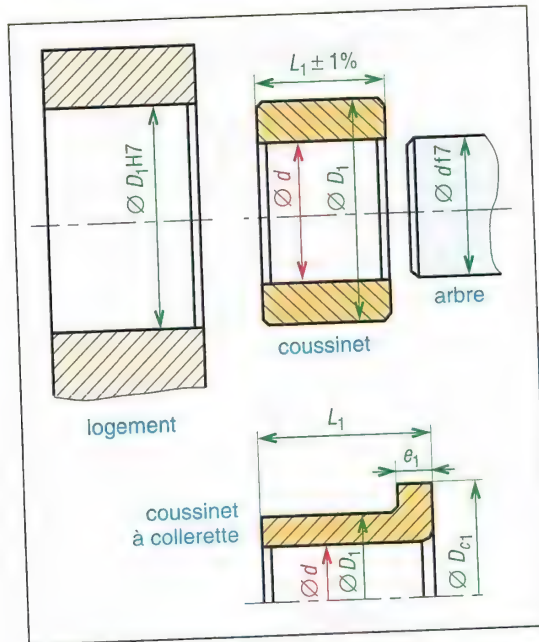 L₁ ± 1%
Ø D₁H7
Ø d
Ø D₁
Ø df7
arbre
coussinet
logement
L₁
e₁
coussinet
à collerette
Ø d
Ø D₁
Ø Dc₁